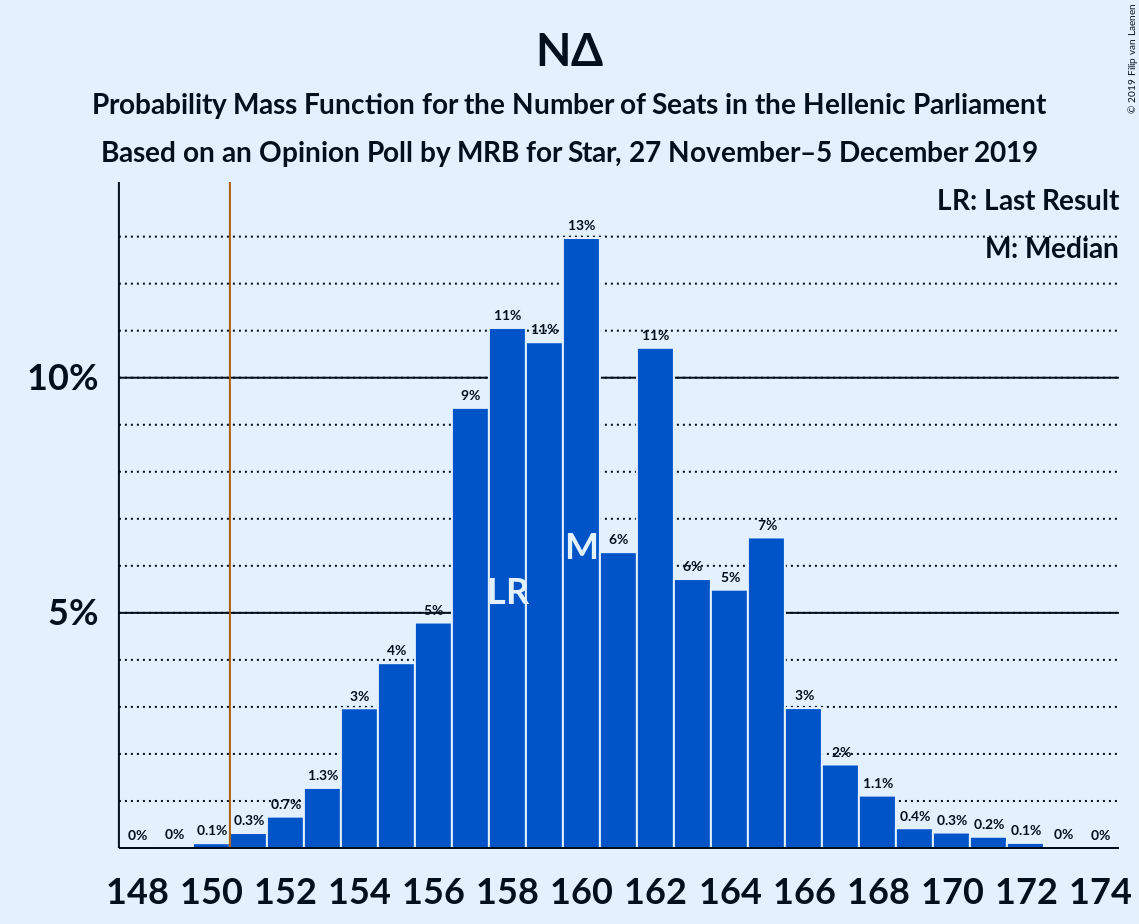 © 2019 Filip van Laenen
ΝΔ
Probability Mass Function for the Number of Seats in the Hellenic Parliament
Based on an Opinion Poll by MRB for Star, 27 November–5 December 2019
LR: Last Result
M: Median
10%
5%
0% 0% 0.1% 0.3% 0.7% 1.3% 3% 4% 5% 9% 11% 11% 13% 6% 11% 6% 5% 7% 3% 2% 1.1% 0.4% 0.3% 0.2% 0.1% 0% 0%
LR M
148 150 152 154 156 158 160 162 164 166 168 170 172 174